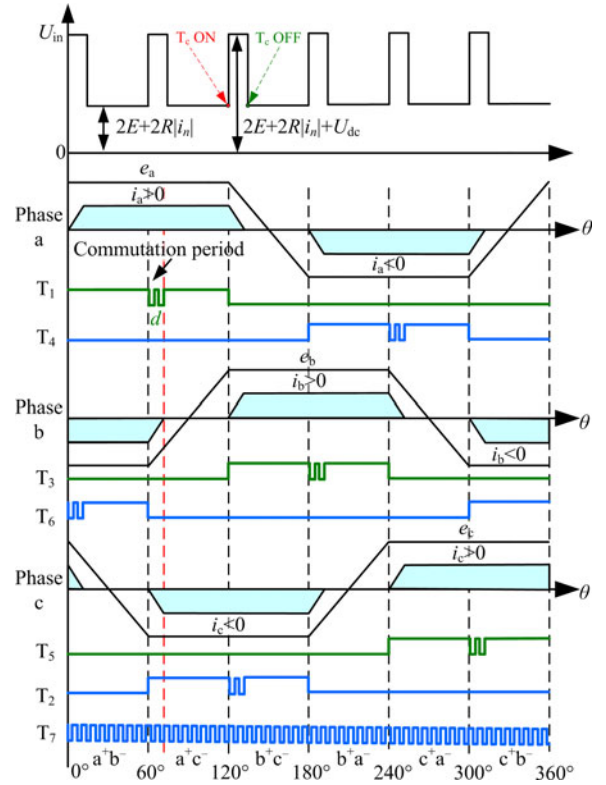 U_in
T_c ON
T_c OFF
2E+2R|i_n|
2E+2R|i_n|+U_dc
0
e_a
i_a>0
Phase
a
θ
i_a<0
Commutation period
T_1
d
T_4
e_b
i_b>0
Phase
b
θ
i_b<0
T_3
T_6
e_c
i_c>0
Phase
c
θ
i_c<0
T_5
T_2
T_7
a⁺b⁻ a⁺c⁻ b⁺c⁻ b⁺a⁻ c⁺a⁻ c⁺b⁻
0° 60° 120° 180° 240° 300° 360°